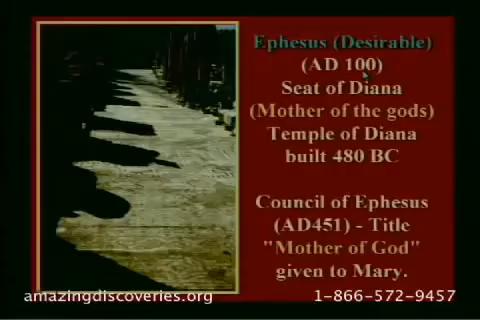 Ephesus (Desirable)
(AD 100)
Seat of Diana
(Mother of the gods)
Temple of Diana
built 480 BC
Council of Ephesus
(AD451) - Title
"Mother of God"
given to Mary.
amazingdiscoveries.org
1-866-572-9457